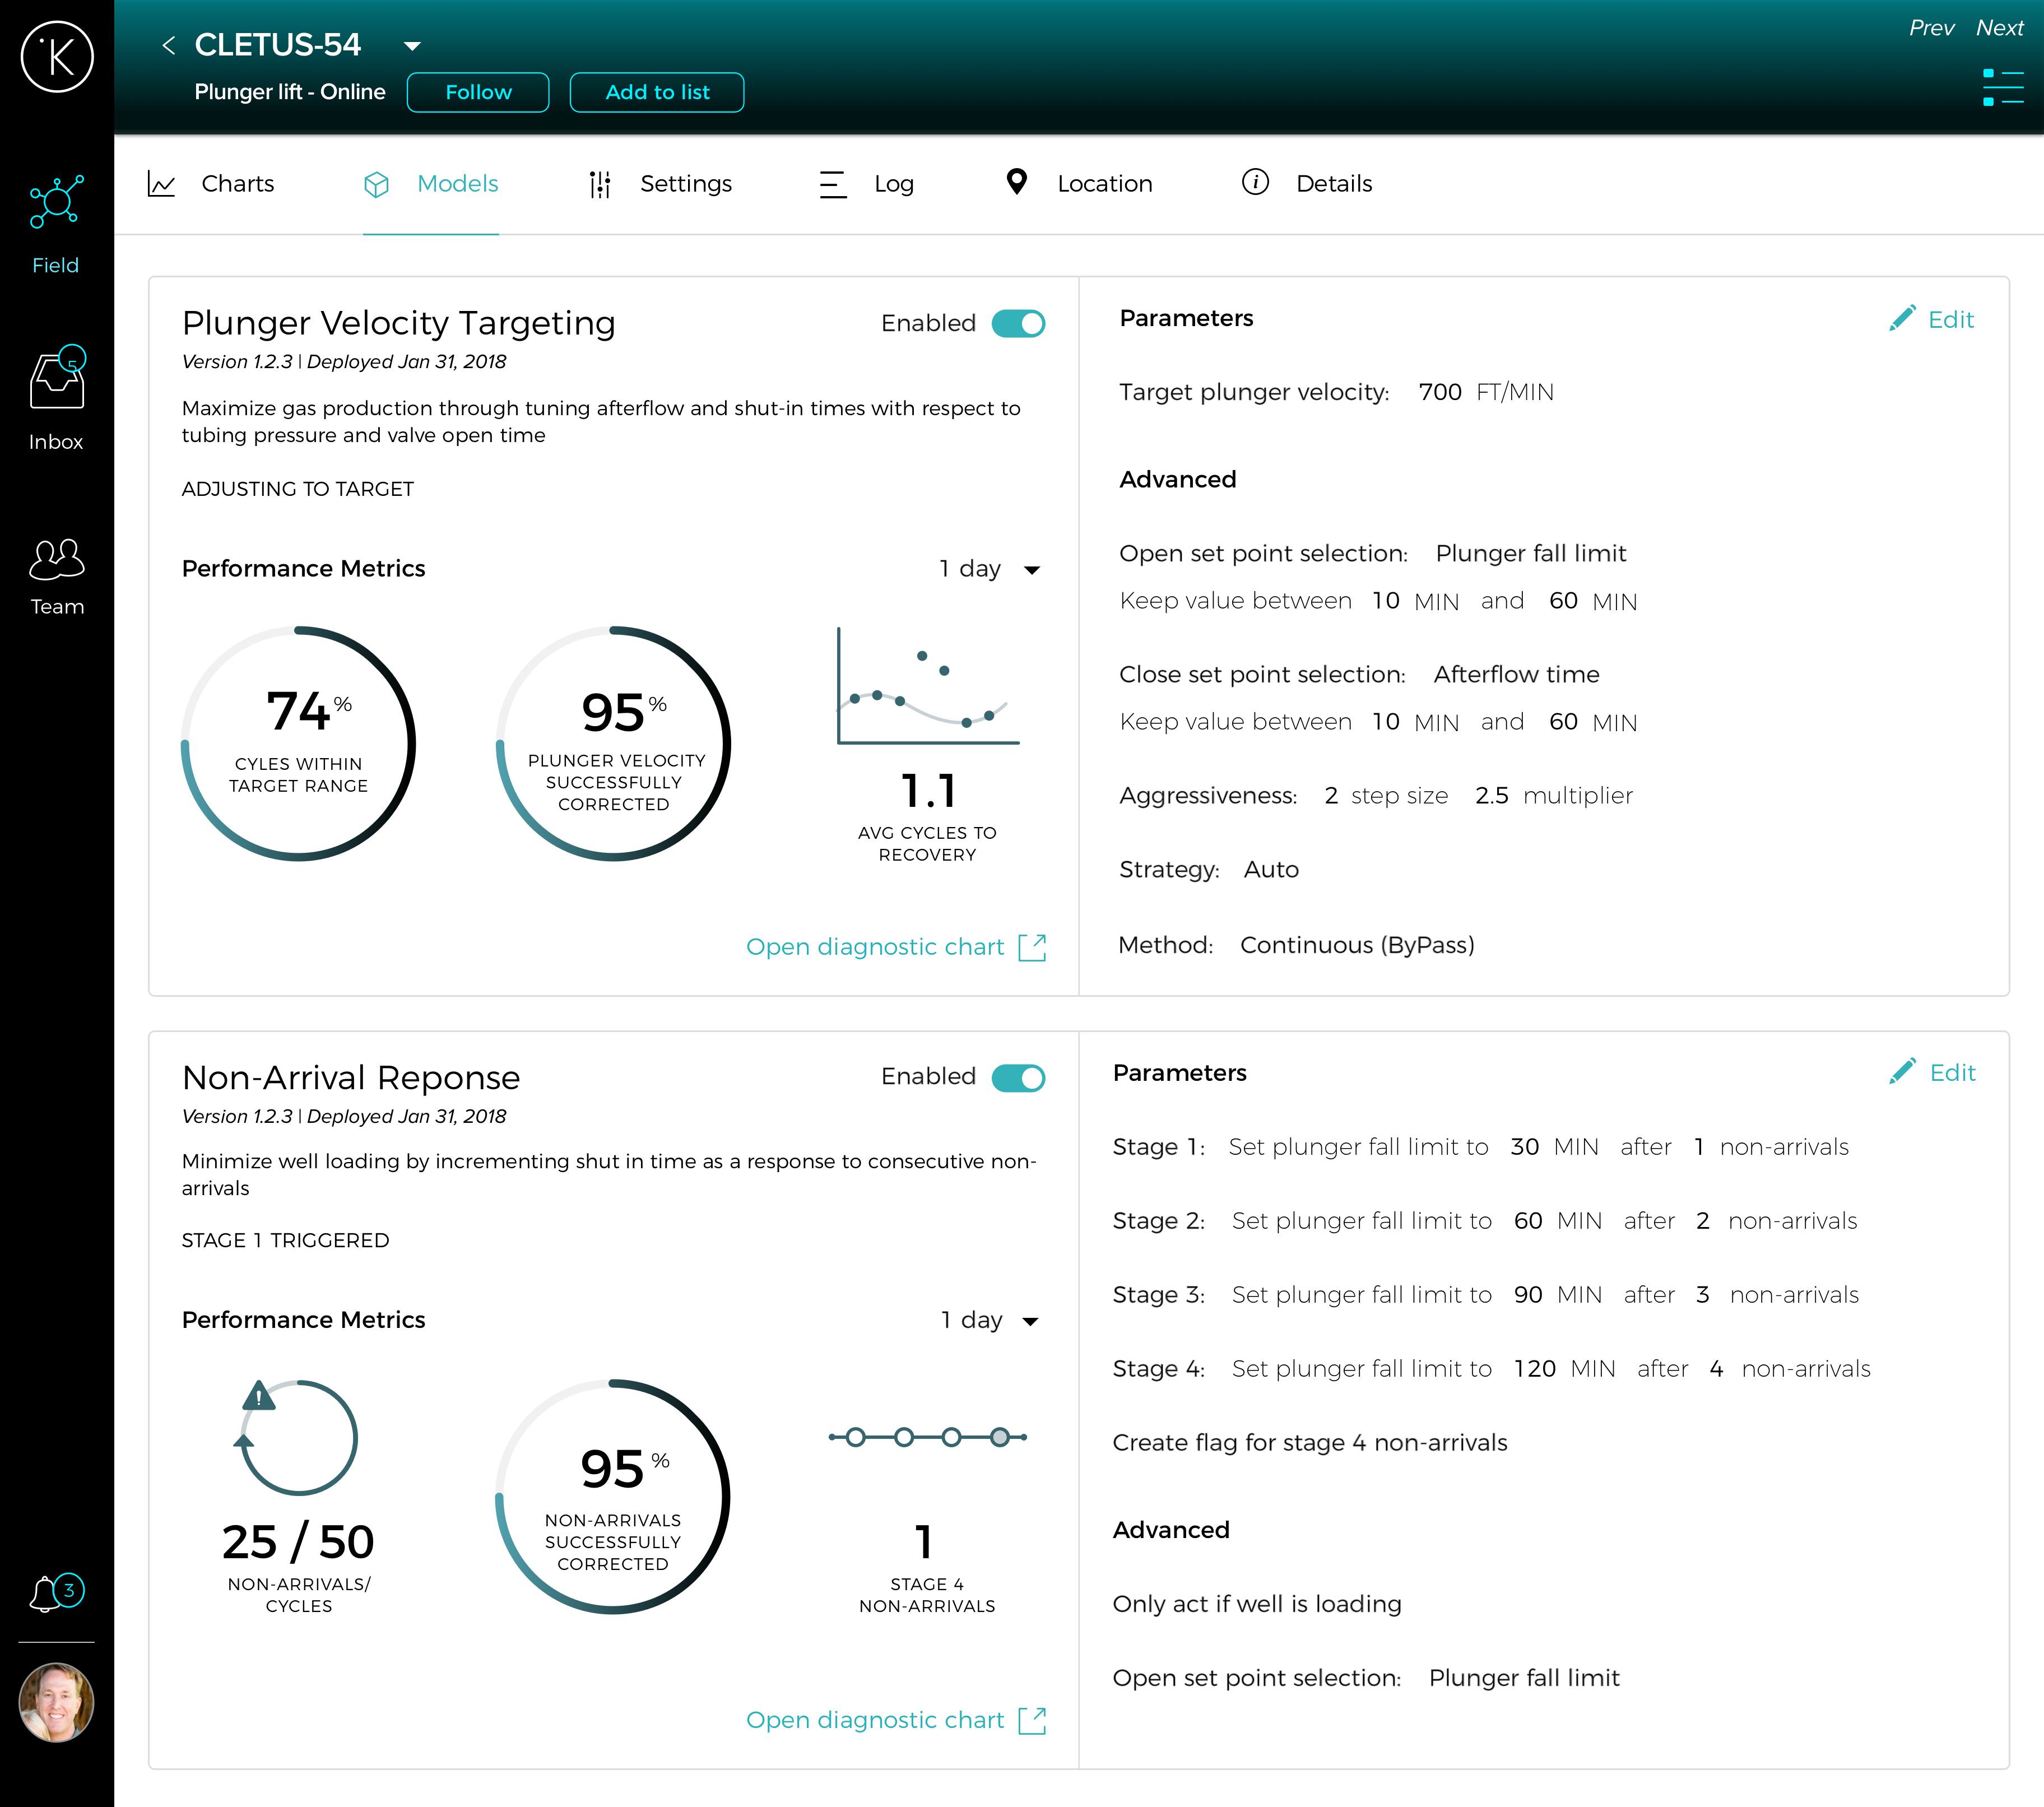 K
CLETUS-54
Prev Next
Plunger lift - Online Follow Add to list
Field
5
Inbox
Team
3
Charts Models Settings Log Location Details
Plunger Velocity Targeting Enabled
Version 1.2.3 | Deployed Jan 31, 2018
Maximize gas production through tuning afterflow and shut-in times with respect to
tubing pressure and valve open time
ADJUSTING TO TARGET
Performance Metrics 1 day
74 %
CYLES WITHIN
TARGET RANGE
95 %
PLUNGER VELOCITY
SUCCESSFULLY
CORRECTED
1.1
AVG CYCLES TO
RECOVERY
Open diagnostic chart
Parameters Edit
Target plunger velocity: 700 FT/MIN
Advanced
Open set point selection: Plunger fall limit
Keep value between 10 MIN and 60 MIN
Close set point selection: Afterflow time
Keep value between 10 MIN and 60 MIN
Aggressiveness: 2 step size 2.5 multiplier
Strategy: Auto
Method: Continuous (ByPass)
Non-Arrival Reponse Enabled
Version 1.2.3 | Deployed Jan 31, 2018
Minimize well loading by incrementing shut in time as a response to consecutive non-
arrivals
STAGE 1 TRIGGERED
Performance Metrics 1 day
25 / 50
NON-ARRIVALS/
CYCLES
95 %
NON-ARRIVALS
SUCCESSFULLY
CORRECTED
1
STAGE 4
NON-ARRIVALS
Open diagnostic chart
Parameters Edit
Stage 1: Set plunger fall limit to 30 MIN after 1 non-arrivals
Stage 2: Set plunger fall limit to 60 MIN after 2 non-arrivals
Stage 3: Set plunger fall limit to 90 MIN after 3 non-arrivals
Stage 4: Set plunger fall limit to 120 MIN after 4 non-arrivals
Create flag for stage 4 non-arrivals
Advanced
Only act if well is loading
Open set point selection: Plunger fall limit